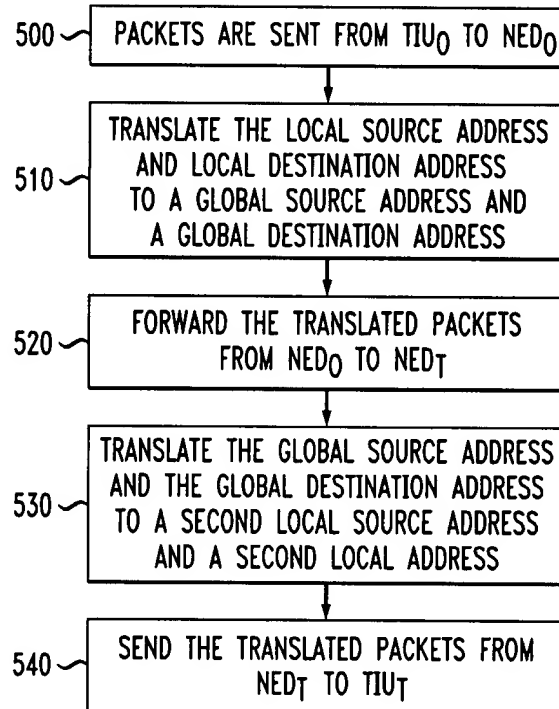 500 PACKETS ARE SENT FROM TIU₀ TO NED₀
TRANSLATE THE LOCAL SOURCE ADDRESS
AND LOCAL DESTINATION ADDRESS
510 TO A GLOBAL SOURCE ADDRESS AND
A GLOBAL DESTINATION ADDRESS
FORWARD THE TRANSLATED PACKETS
520 FROM NED₀ TO NEDT
TRANSLATE THE GLOBAL SOURCE ADDRESS
AND THE GLOBAL DESTINATION ADDRESS
530 TO A SECOND LOCAL SOURCE ADDRESS
AND A SECOND LOCAL ADDRESS
540 SEND THE TRANSLATED PACKETS FROM
NEDT TO TIUT